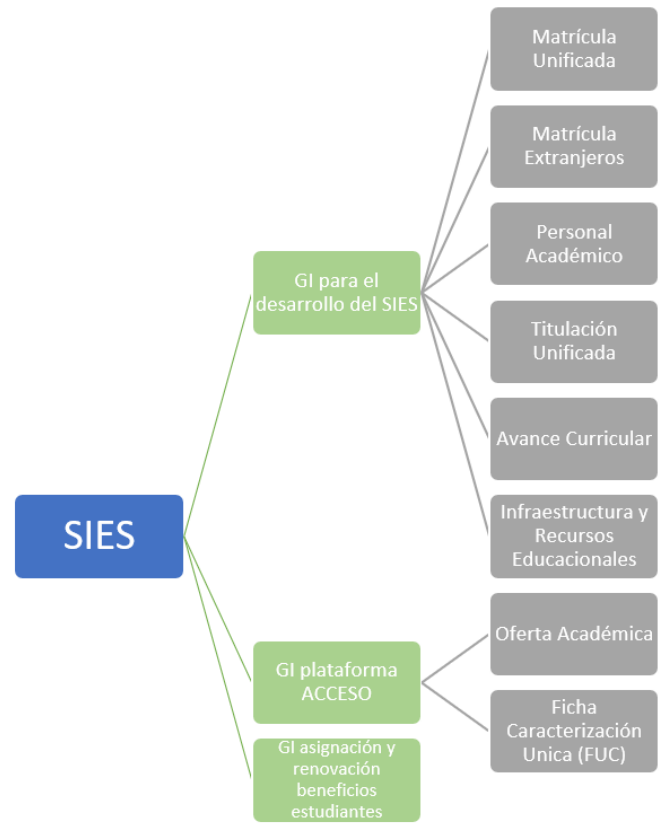 Matrícula
Unificada
Matrícula
Extranjeros
Personal
Académico
GI para el
desarrollo del SIES
Titulación
Unificada
Avance Curricular
SIES
Infraestructura y
Recursos
Educacionales
Oferta Académica
GI plataforma
ACCESO
Ficha
Caracterización
Unica (FUC)
GI asignación y
renovación
beneficios
estudiantes